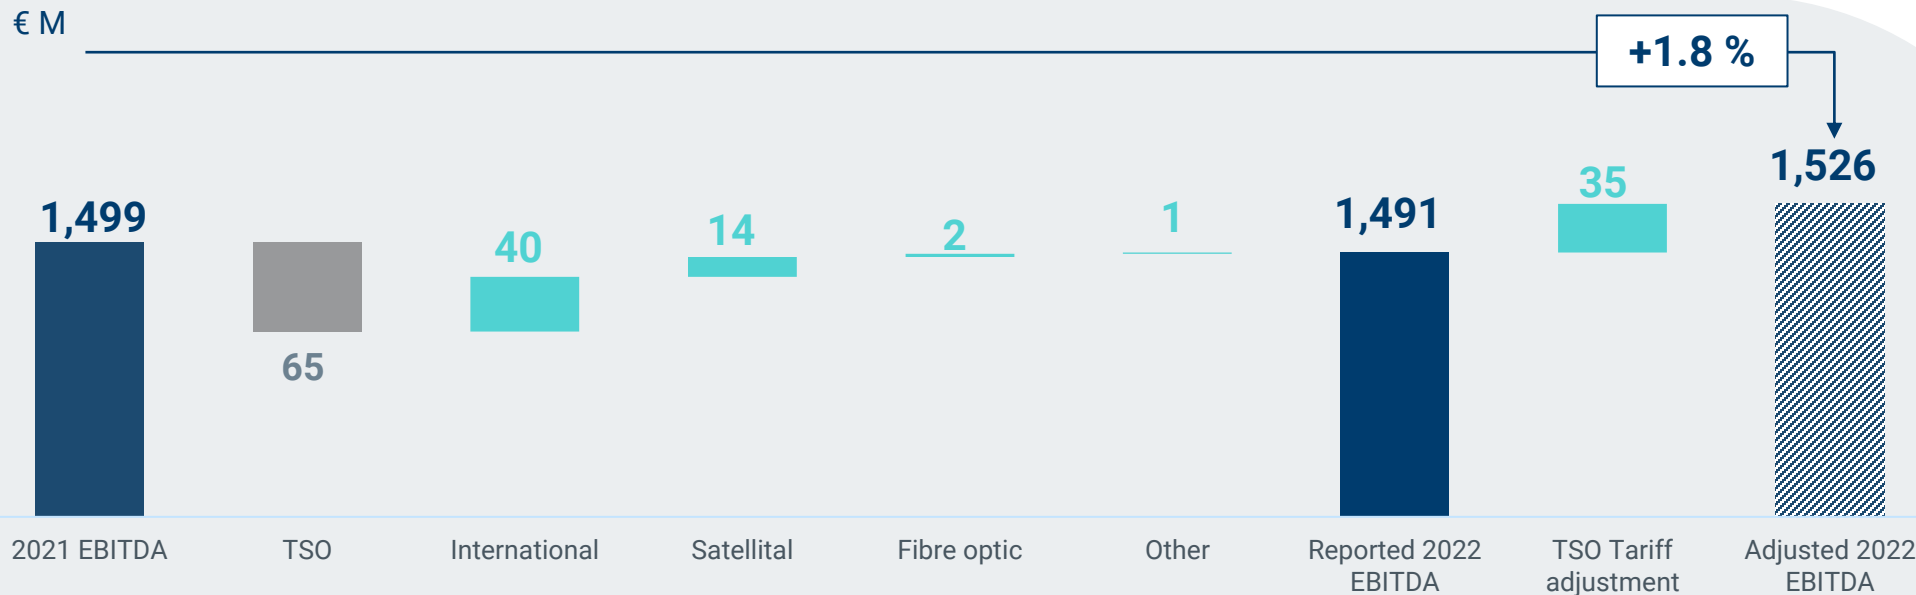 € M
+1.8 %
1,499
65
40
14
2
1
1,491
35
1,526
2021 EBITDA
TSO
International
Satellital
Fibre optic
Other
Reported 2022
EBITDA
TSO Tariff
adjustment
Adjusted 2022
EBITDA